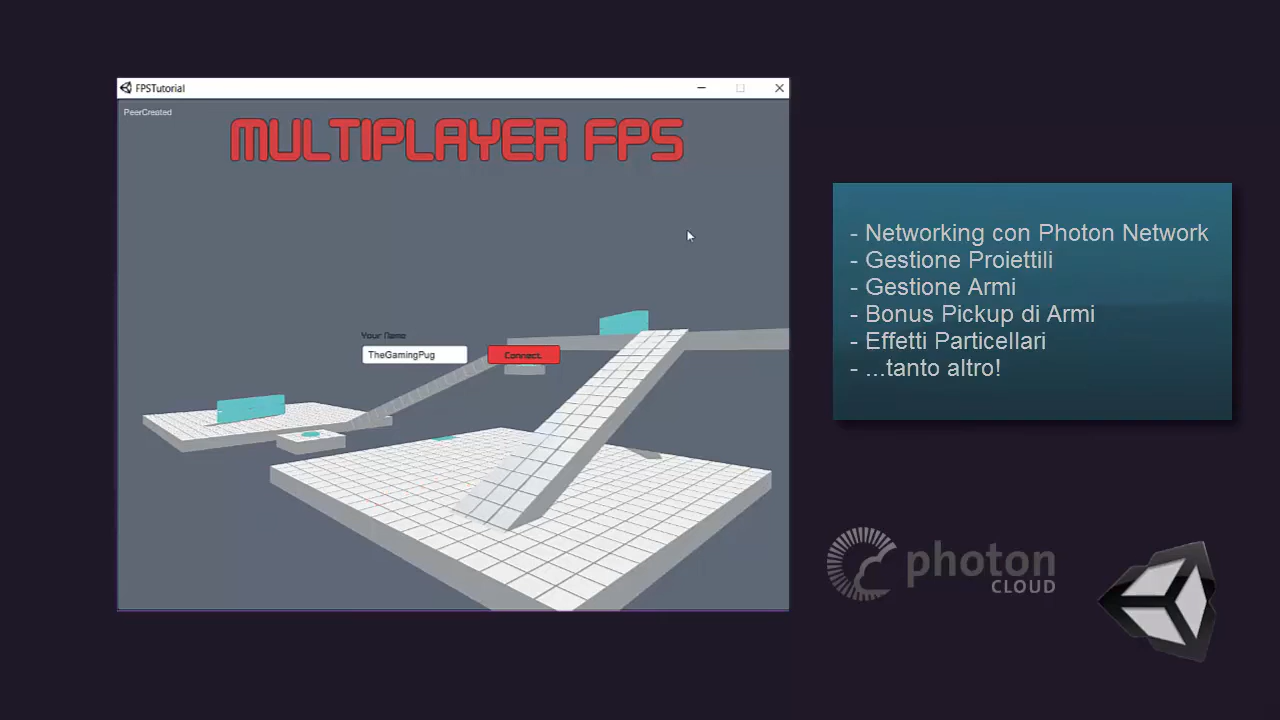 FPSTutorial
PeerCreated
MULTIPLAYER FPS
Your Name
TheGamingPug
Connect.
- Networking con Photon Network
- Gestione Proiettili
- Gestione Armi
- Bonus Pickup di Armi
- Effetti Particellari
- ...tanto altro!
photon
CLOUD